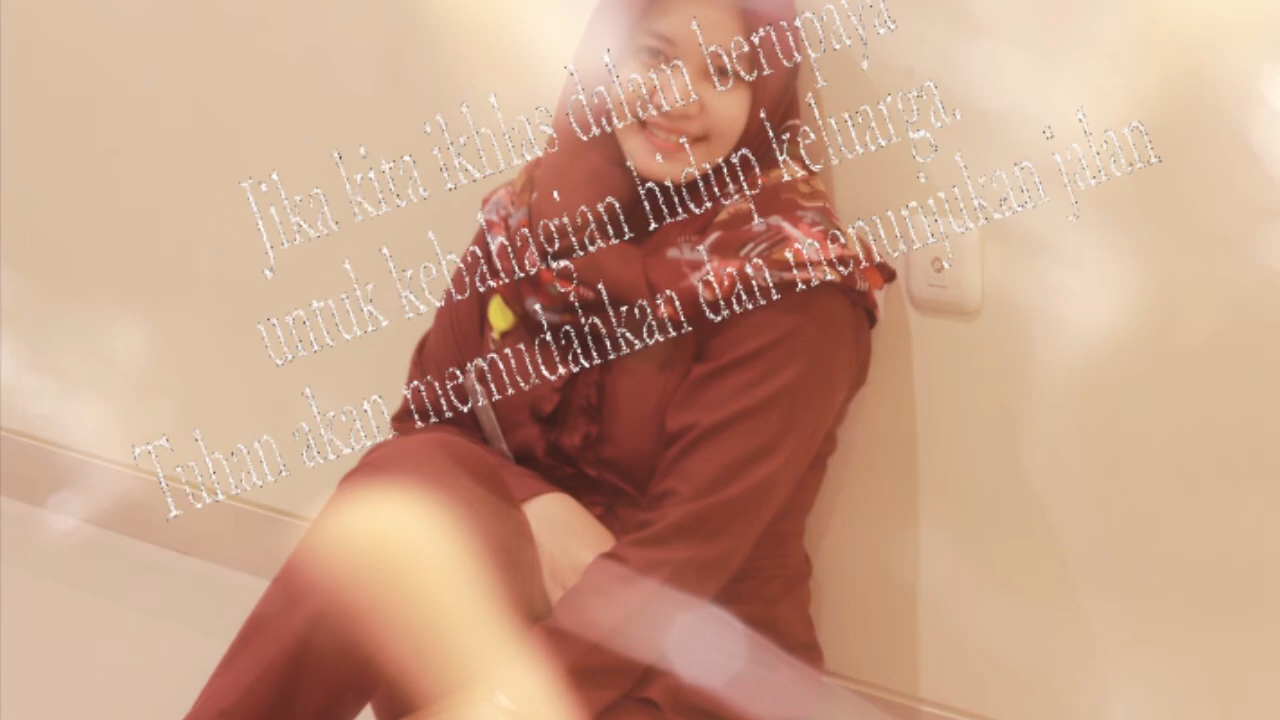 Jika kita ikhlas dalam berupaya
untuk kebahagian hidup keluarga,
Tuhan akan memudahkan dan menunjukan jalan